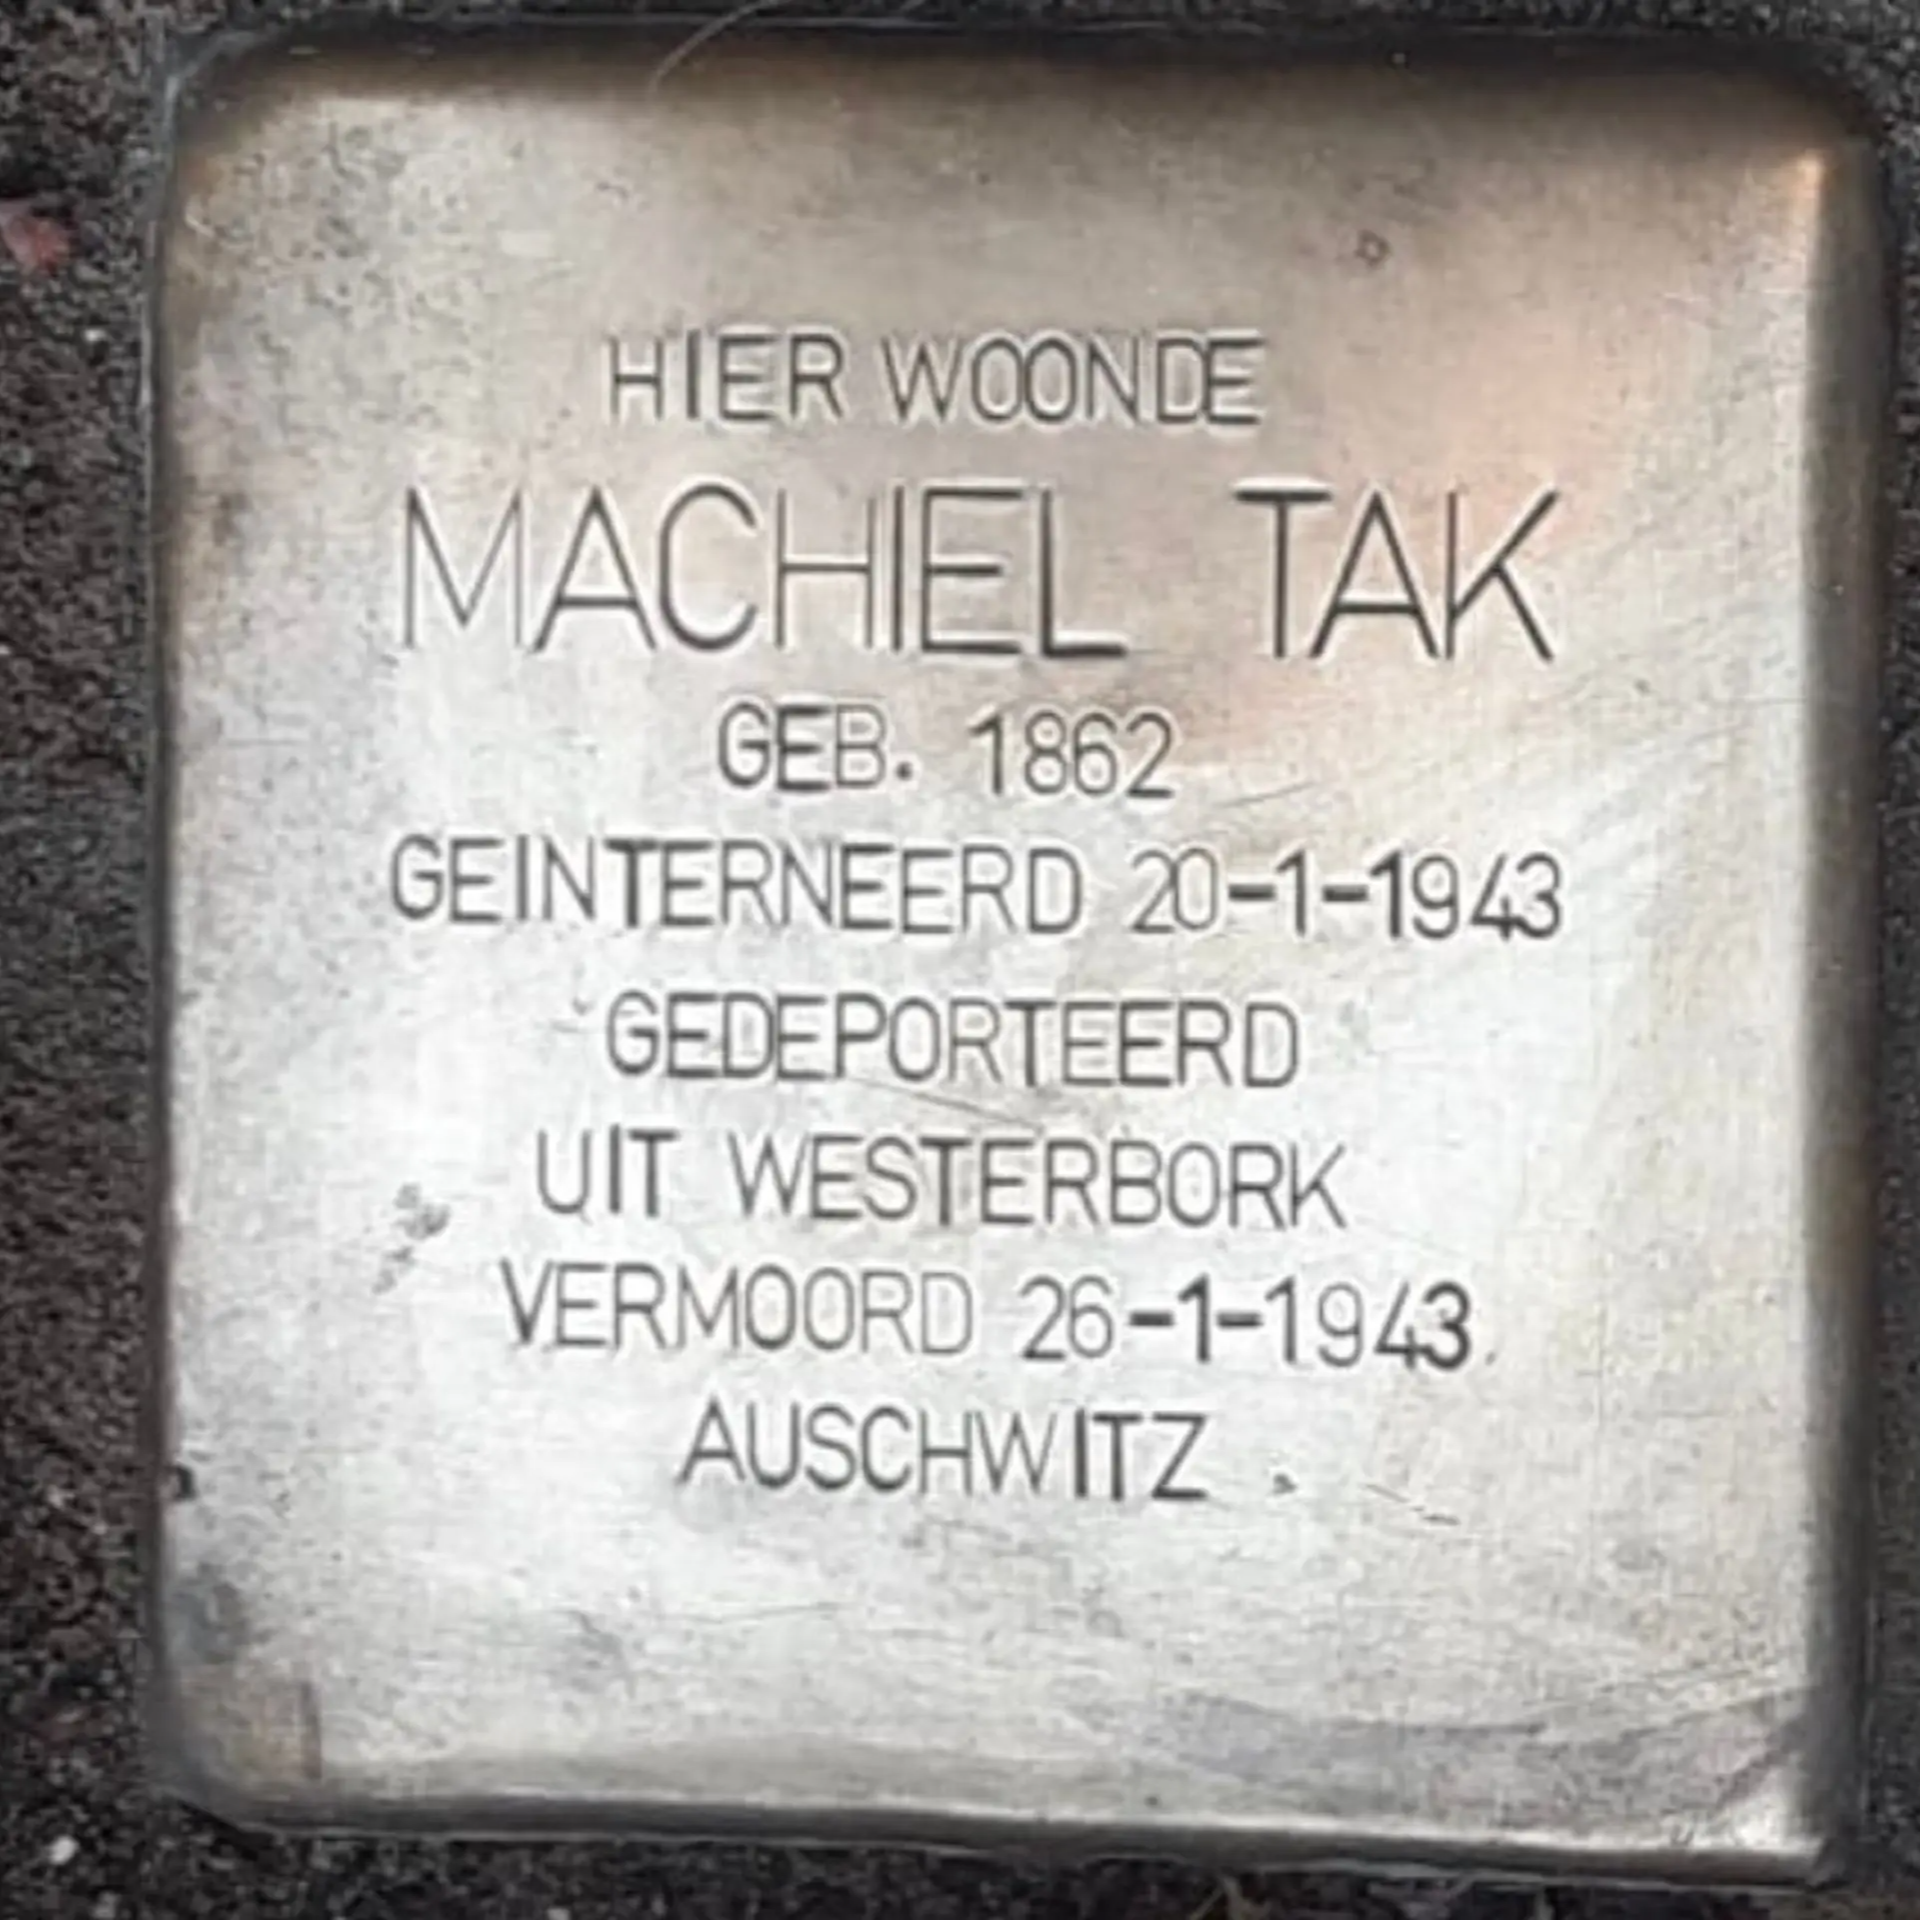 HIER WOONDE
MACHIEL TAK
GEB. 1862
GEINTERNEERD 20-1-1943
GEDEPORTEERD
UIT WESTERBORK
VERMOORD 26-1-1943
AUSCHWITZ